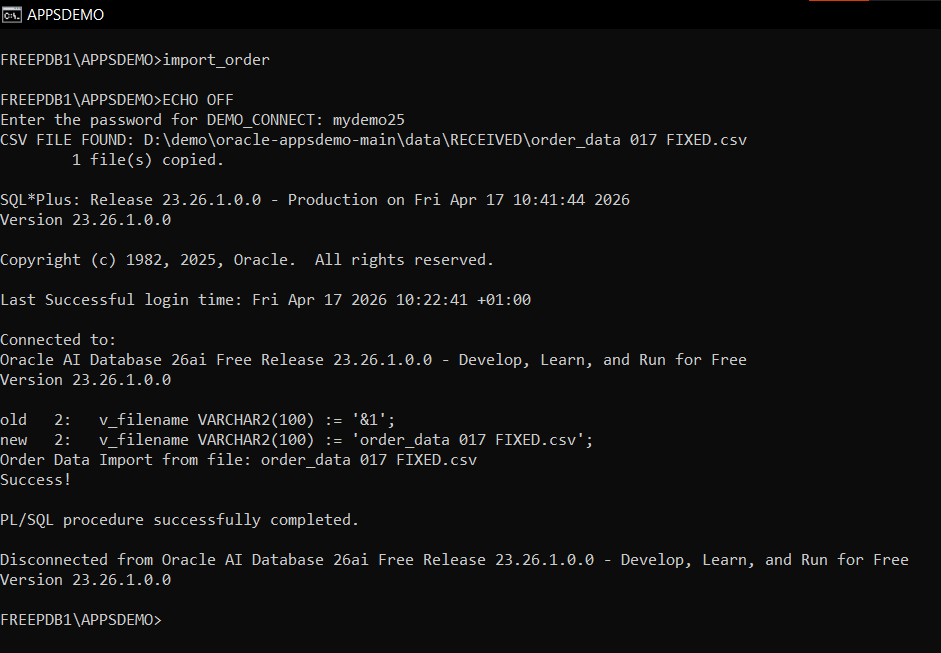 C:\. APPSDEMO
FREEPDB1\APPSDEMO>import_order
FREEPDB1\APPSDEMO>ECHO OFF
Enter the password for DEMO_CONNECT: mydemo25
CSV FILE FOUND: D:\demo\oracle-appsdemo-main\data\RECEIVED\order_data 017 FIXED.csv
        1 file(s) copied.
SQL*Plus: Release 23.26.1.0.0 - Production on Fri Apr 17 10:41:44 2026
Version 23.26.1.0.0
Copyright (c) 1982, 2025, Oracle.  All rights reserved.
Last Successful login time: Fri Apr 17 2026 10:22:41 +01:00
Connected to:
Oracle AI Database 26ai Free Release 23.26.1.0.0 - Develop, Learn, and Run for Free
Version 23.26.1.0.0
old   2:   v_filename VARCHAR2(100) := '&1';
new   2:   v_filename VARCHAR2(100) := 'order_data 017 FIXED.csv';
Order Data Import from file: order_data 017 FIXED.csv
Success!
PL/SQL procedure successfully completed.
Disconnected from Oracle AI Database 26ai Free Release 23.26.1.0.0 - Develop, Learn, and Run for Free
Version 23.26.1.0.0
FREEPDB1\APPSDEMO>